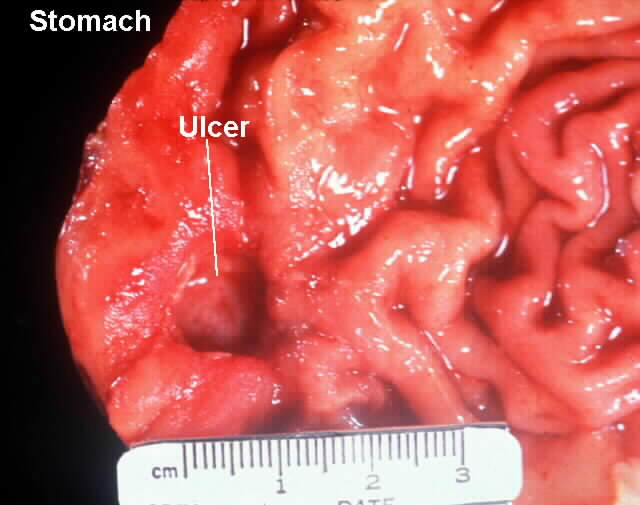 Stomach
Ulcer
cm 1 2 3
DATE